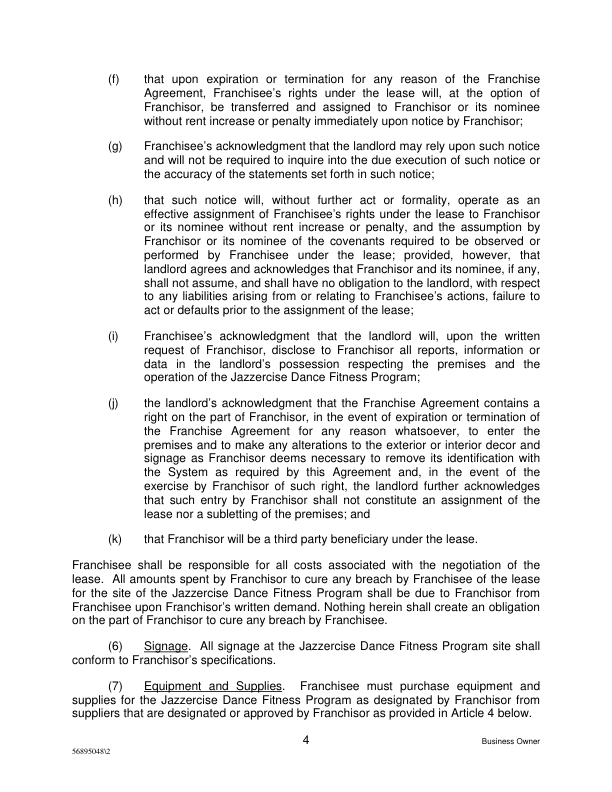 (f) that upon expiration or termination for any reason of the Franchise
Agreement, Franchisee's rights under the lease will, at the option of
Franchisor, be transferred and assigned to Franchisor or its nominee
without rent increase or penalty immediately upon notice by Franchisor;
(g) Franchisee's acknowledgment that the landlord may rely upon such notice
and will not be required to inquire into the due execution of such notice or
the accuracy of the statements set forth in such notice;
(h) that such notice will, without further act or formality, operate as an
effective assignment of Franchisee's rights under the lease to Franchisor
or its nominee without rent increase or penalty, and the assumption by
Franchisor or its nominee of the covenants required to be observed or
performed by Franchisee under the lease; provided, however, that
landlord agrees and acknowledges that Franchisor and its nominee, if any,
shall not assume, and shall have no obligation to the landlord, with respect
to any liabilities arising from or relating to Franchisee's actions, failure to
act or defaults prior to the assignment of the lease;
(i) Franchisee's acknowledgment that the landlord will, upon the written
request of Franchisor, disclose to Franchisor all reports, information or
data in the landlord's possession respecting the premises and the
operation of the Jazzercise Dance Fitness Program;
(j) the landlord's acknowledgment that the Franchise Agreement contains a
right on the part of Franchisor, in the event of expiration or termination of
the Franchise Agreement for any reason whatsoever, to enter the
premises and to make any alterations to the exterior or interior decor and
signage as Franchisor deems necessary to remove its identification with
the System as required by this Agreement and, in the event of the
exercise by Franchisor of such right, the landlord further acknowledges
that such entry by Franchisor shall not constitute an assignment of the
lease nor a subletting of the premises; and
(k) that Franchisor will be a third party beneficiary under the lease.
Franchisee shall be responsible for all costs associated with the negotiation of the
lease. All amounts spent by Franchisor to cure any breach by Franchisee of the lease
for the site of the Jazzercise Dance Fitness Program shall be due to Franchisor from
Franchisee upon Franchisor's written demand. Nothing herein shall create an obligation
on the part of Franchisor to cure any breach by Franchisee.
(6) Signage. All signage at the Jazzercise Dance Fitness Program site shall
conform to Franchisor's specifications.
(7) Equipment and Supplies. Franchisee must purchase equipment and
supplies for the Jazzercise Dance Fitness Program as designated by Franchisor from
suppliers that are designated or approved by Franchisor as provided in Article 4 below.
4 Business Owner
56895048\2